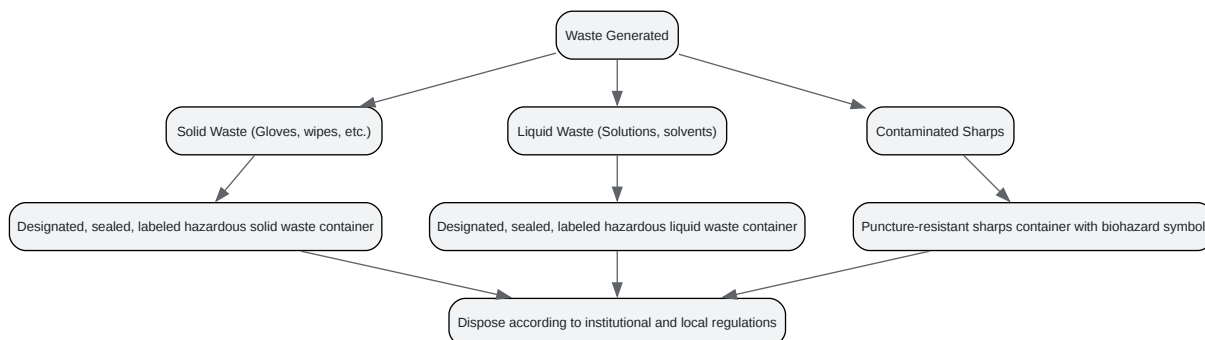 Waste Generated
Solid Waste (Gloves, wipes, etc.)
Liquid Waste (Solutions, solvents)
Contaminated Sharps
Designated, sealed, labeled hazardous solid waste container
Designated, sealed, labeled hazardous liquid waste container
Puncture-resistant sharps container with biohazard symbol
Dispose according to institutional and local regulations